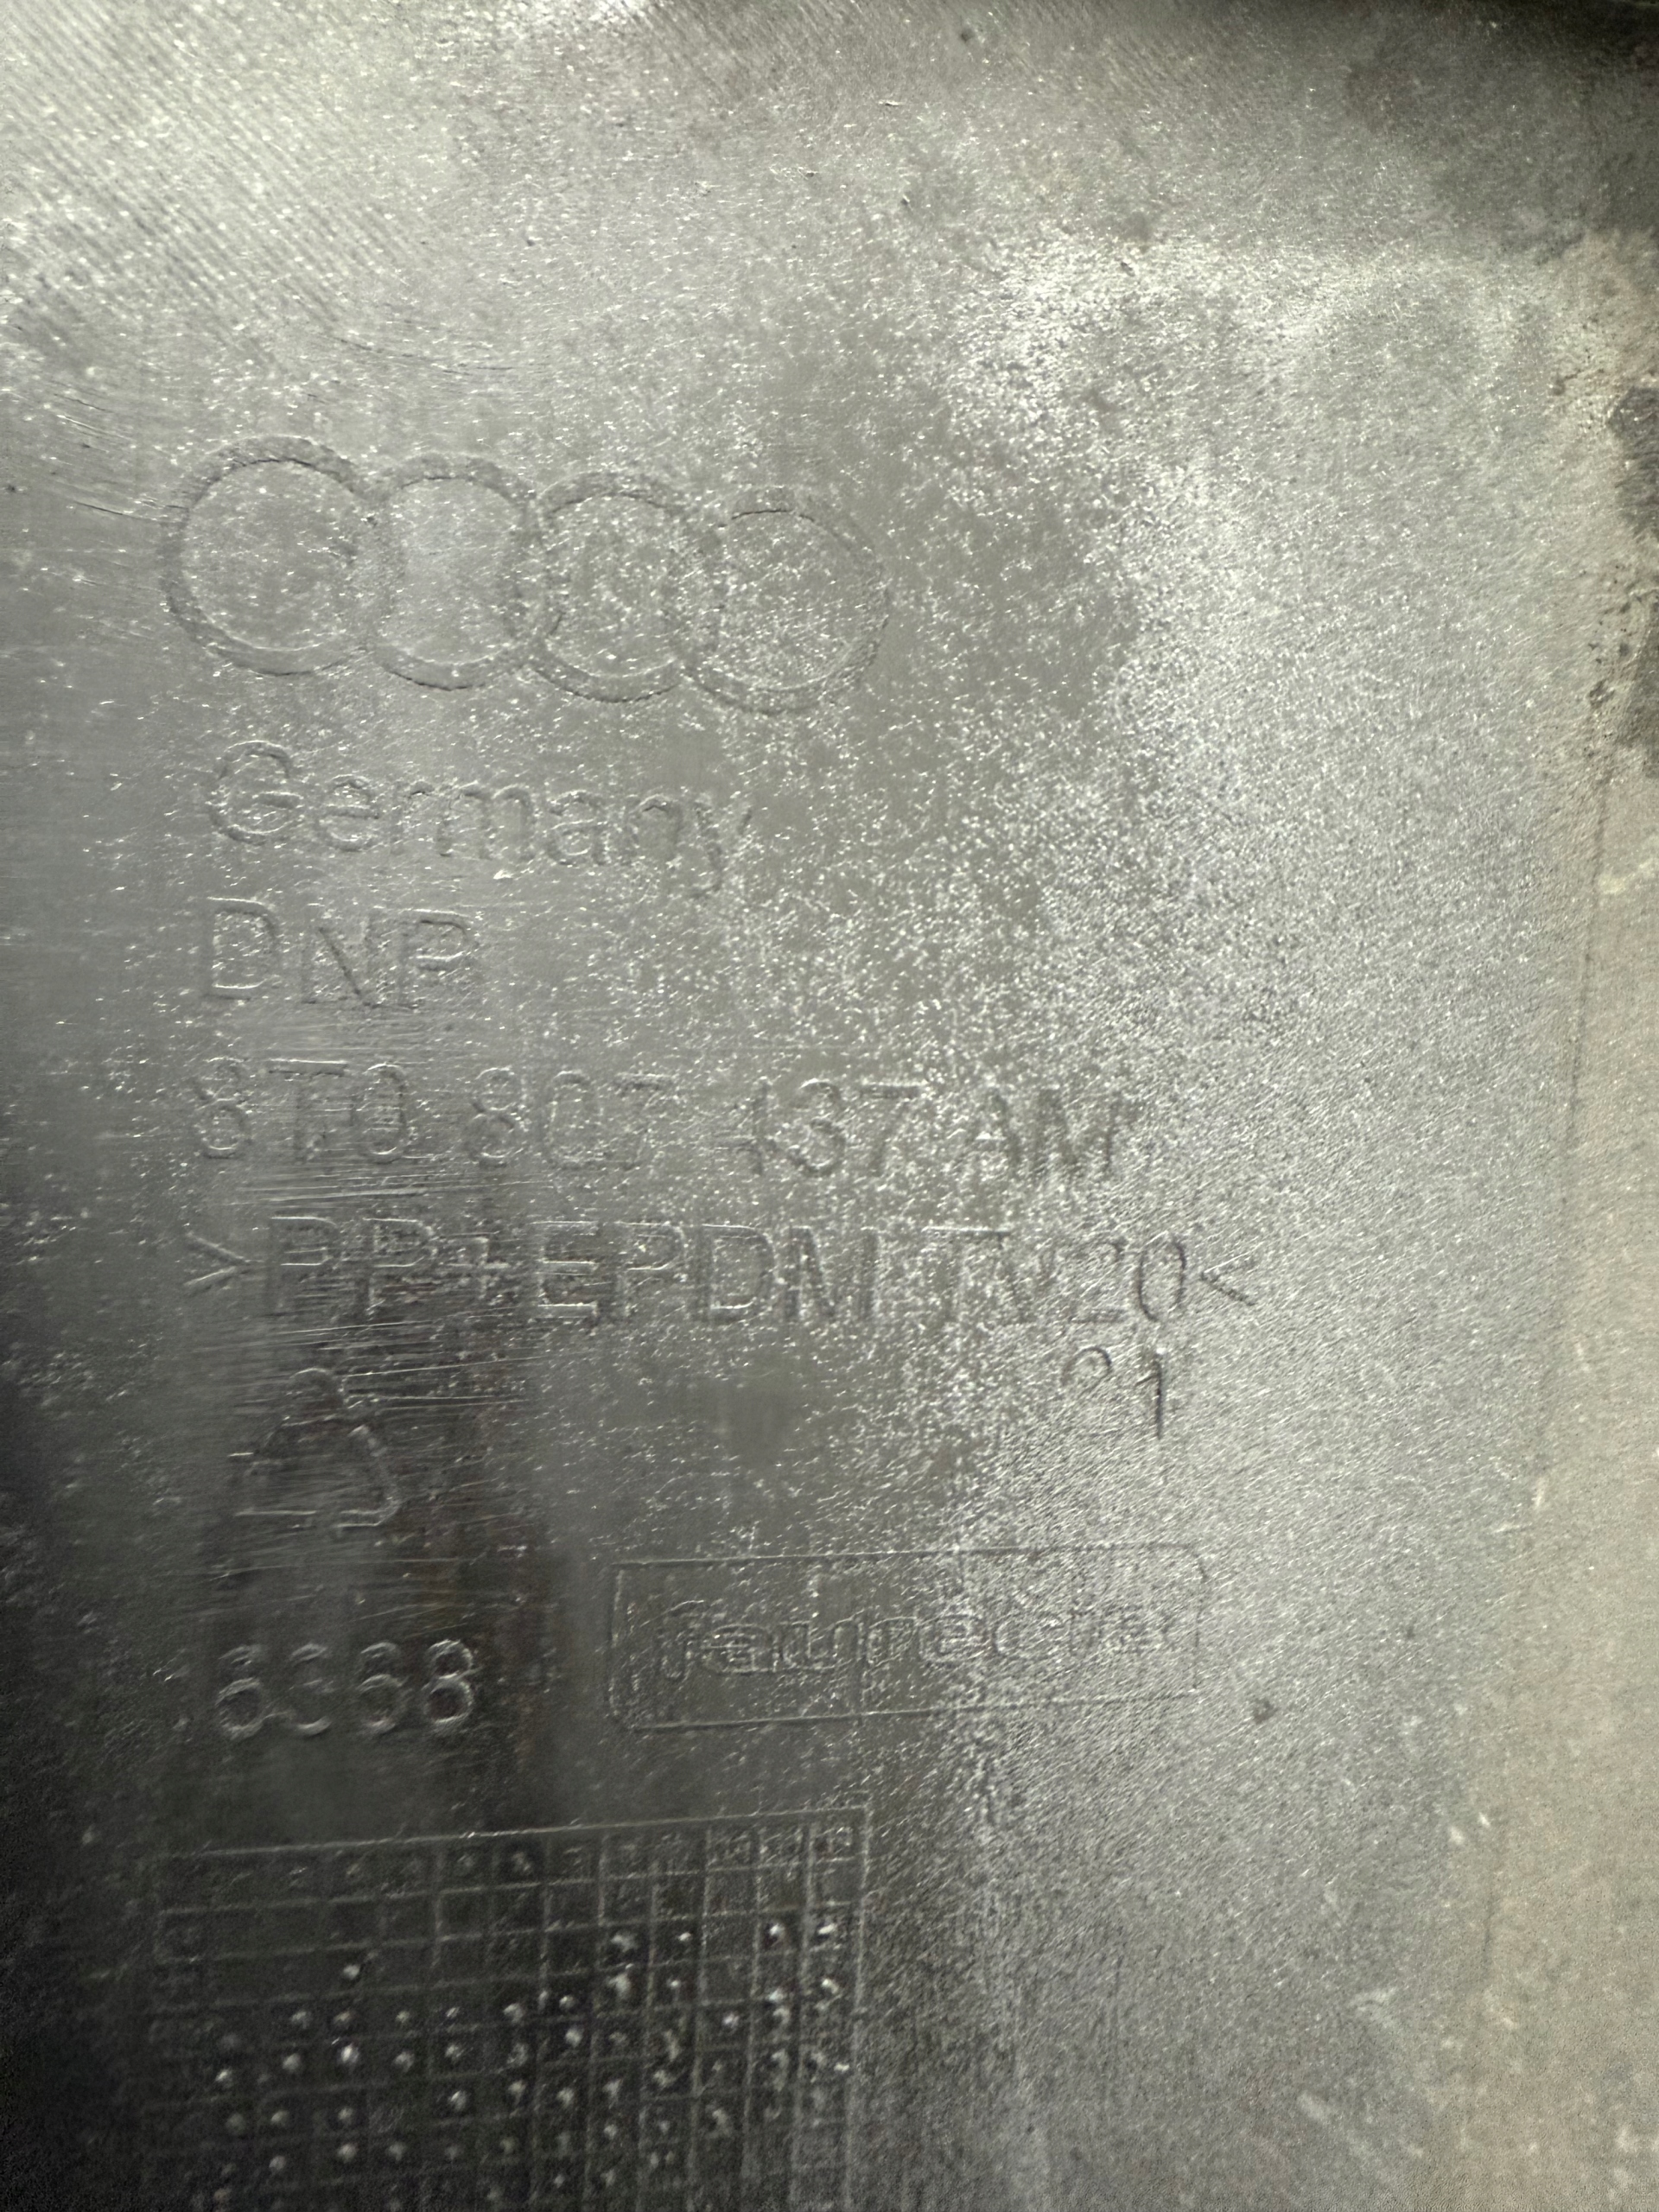 Germany
DNP
8T0 807 437 AM
>PP+EPDM-TV20<
21
faurecia
6368